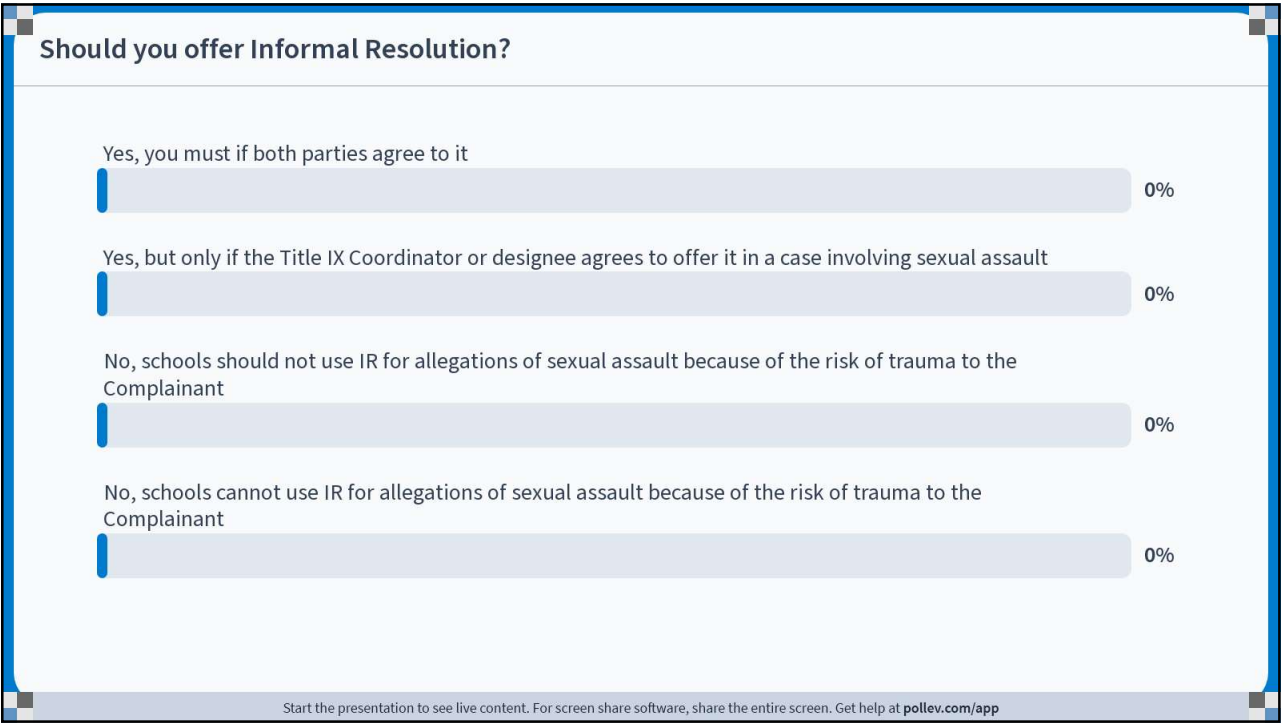 Should you offer Informal Resolution?
Yes, you must if both parties agree to it
0%
Yes, but only if the Title IX Coordinator or designee agrees to offer it in a case involving sexual assault
0%
No, schools should not use IR for allegations of sexual assault because of the risk of trauma to the
Complainant
0%
No, schools cannot use IR for allegations of sexual assault because of the risk of trauma to the
Complainant
0%
Start the presentation to see live content. For screen share software, share the entire screen. Get help at pollev.com/app